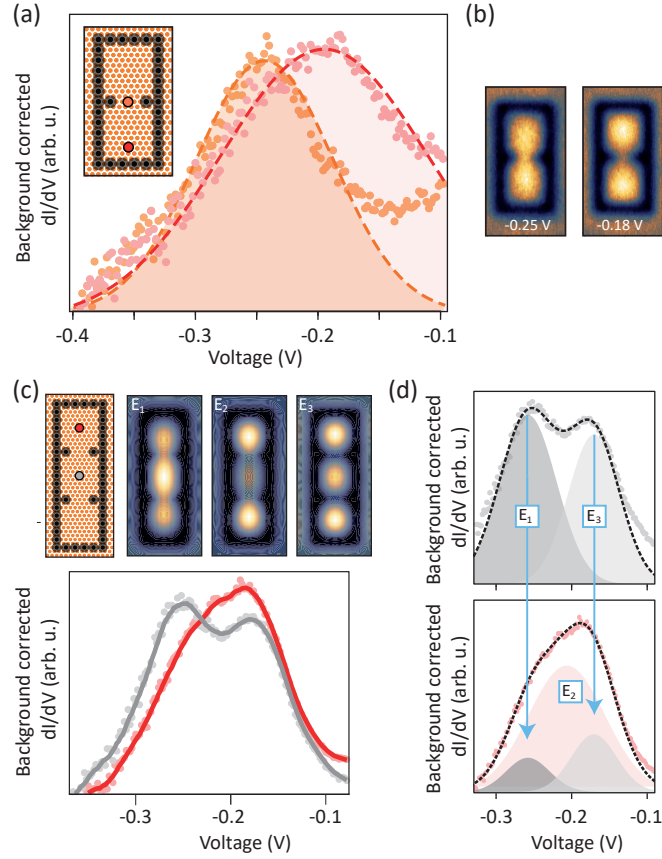 (a)
Background corrected
dI/dV (arb. u.)
-0.4
-0.3
-0.2
-0.1
Voltage (V)
(b)
-0.25 V
-0.18 V
(c)
E1
E2
E3
Background corrected
dI/dV (arb. u.)
-0.3
-0.2
-0.1
Voltage (V)
(d)
Background corrected
dI/dV (arb. u.)
E1
E3
Background corrected
dI/dV (arb. u.)
E2
-0.3
-0.2
-0.1
Voltage (V)